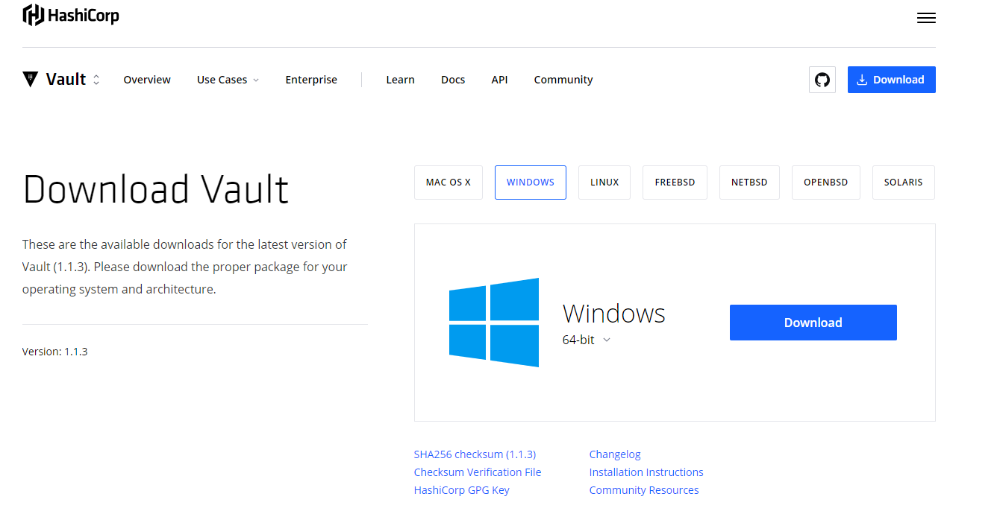 HashiCorp
Vault Overview Use Cases Enterprise Learn Docs API Community Download
Download Vault
These are the available downloads for the latest version of
Vault (1.1.3). Please download the proper package for your
operating system and architecture.
Version: 1.1.3
MAC OS X WINDOWS LINUX FREEBSD NETBSD OPENBSD SOLARIS
Windows
64-bit
Download
SHA256 checksum (1.1.3)
Checksum Verification File
HashiCorp GPG Key
Changelog
Installation Instructions
Community Resources